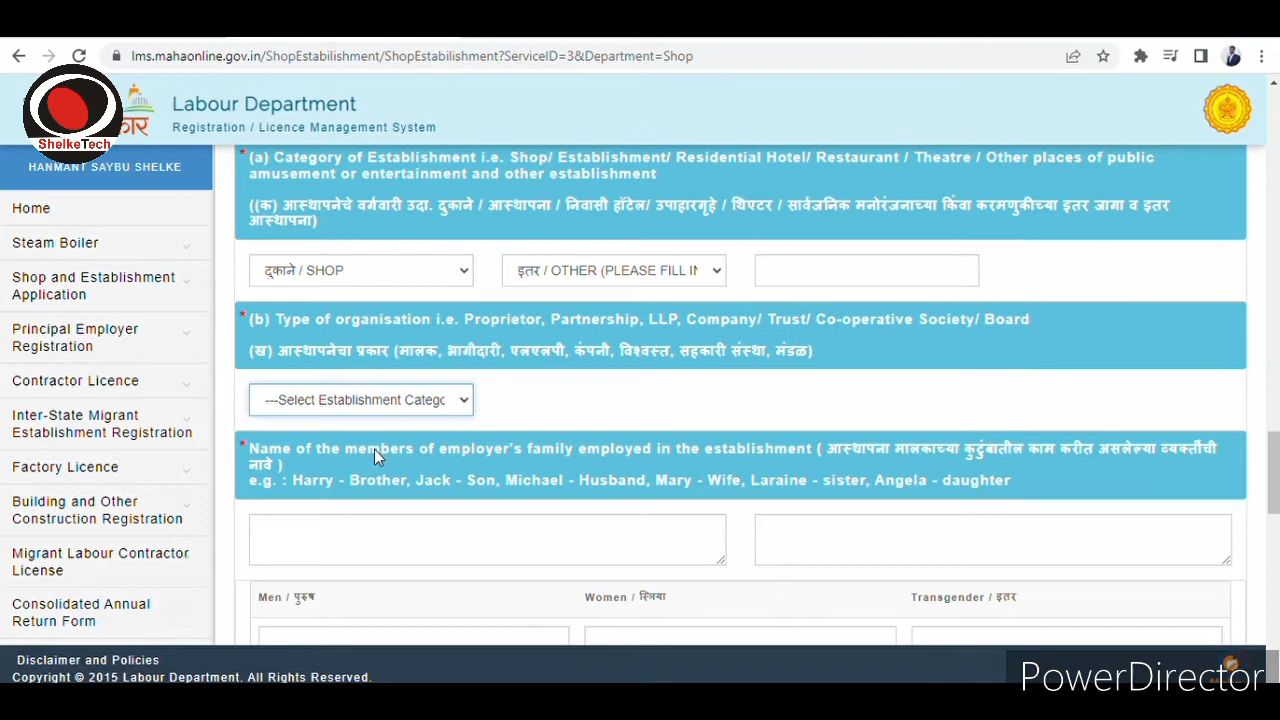 lms.mahaonline.gov.in/ShopEstabilishment/ShopEstabilishment?ServiceID=3&Department=Shop
ShelkeTech
कार
Labour Department
Registration / Licence Management System
HANMANT SAYBU SHELKE
Home
Steam Boiler
Shop and Establishment
Application
Principal Employer
Registration
Contractor Licence
Inter-State Migrant
Establishment Registration
Factory Licence
Building and Other
Construction Registration
Migrant Labour Contractor
License
Consolidated Annual
Return Form
* (a) Category of Establishment i.e. Shop/ Establishment/ Residential Hotel/ Restaurant / Theatre / Other places of public
amusement or entertainment and other establishment
((क) आस्थापनेचे वर्गवारी उदा. दुकाने / आस्थापना / निवासी हॉटेल/ उपाहारगृहे / थिएटर / सार्वजनिक मनोरंजनाच्या किंवा करमणुकीच्या इतर जागा व इतर
आस्थापना)
दुकाने / SHOP
इतर / OTHER (PLEASE FILL IN
* (b) Type of organisation i.e. Proprietor, Partnership, LLP, Company/ Trust/ Co-operative Society/ Board
(ख) आस्थापनेचा प्रकार (मालक, भागीदारी, एलएलपी, कंपनी, विश्वस्त, सहकारी संस्था, मंडळ)
---Select Establishment Catego
* Name of the members of employer's family employed in the establishment ( आस्थापना मालकाच्या कुटुंबातील काम करीत असलेल्या व्यक्तींची
नावे )
e.g. : Harry - Brother, Jack - Son, Michael - Husband, Mary - Wife, Laraine - sister, Angela - daughter
Men / पुरुष
Women / स्त्रिया
Transgender / इतर
Disclaimer and Policies
Copyright © 2015 Labour Department. All Rights Reserved.
PowerDirector